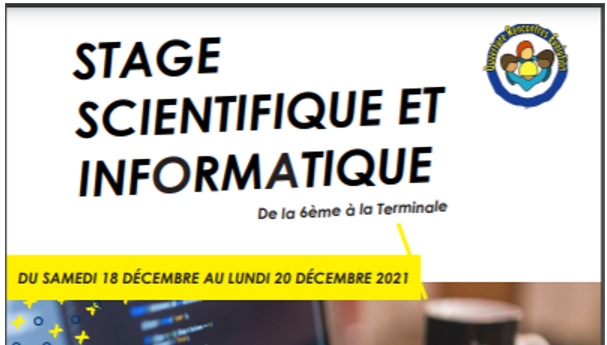 STAGE
SCIENTIFIQUE ET
INFORMATIQUE
Ouverture Rencontres Evolution
De la 6ème à la Terminale
DU SAMEDI 18 DÉCEMBRE AU LUNDI 20 DÉCEMBRE 2021